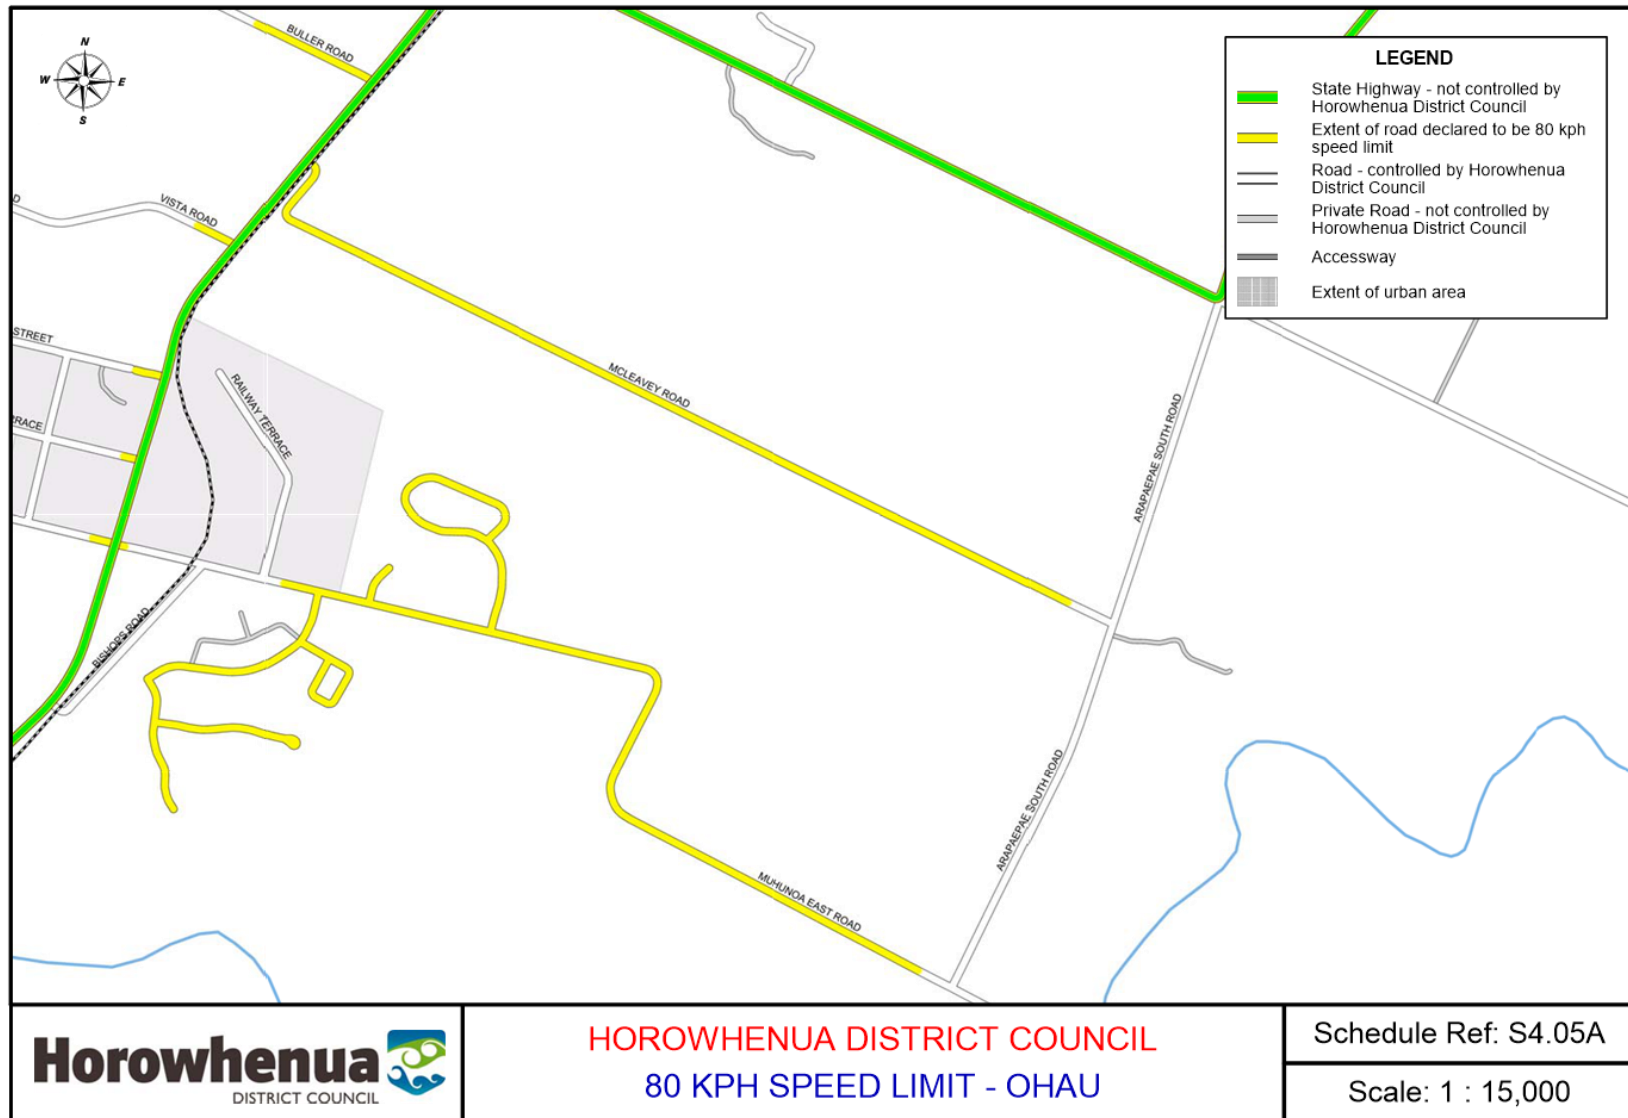 N
W
E
S
BULLER ROAD
VISTA ROAD
D
STREET
RRACE
RAILWAY TERRACE
BISHOPS ROAD
MCLEAVEY ROAD
ARAPAEPAE SOUTH ROAD
ARAPAEPAE SOUTH ROAD
MUHUNOA EAST ROAD
LEGEND
State Highway - not controlled by
Horowhenua District Council
Extent of road declared to be 80 kph
speed limit
Road - controlled by Horowhenua
District Council
Private Road - not controlled by
Horowhenua District Council
Accessway
Extent of urban area
Horowhenua
DISTRICT COUNCIL
HOROWHENUA DISTRICT COUNCIL
80 KPH SPEED LIMIT - OHAU
Schedule Ref: S4.05A
Scale: 1 : 15,000